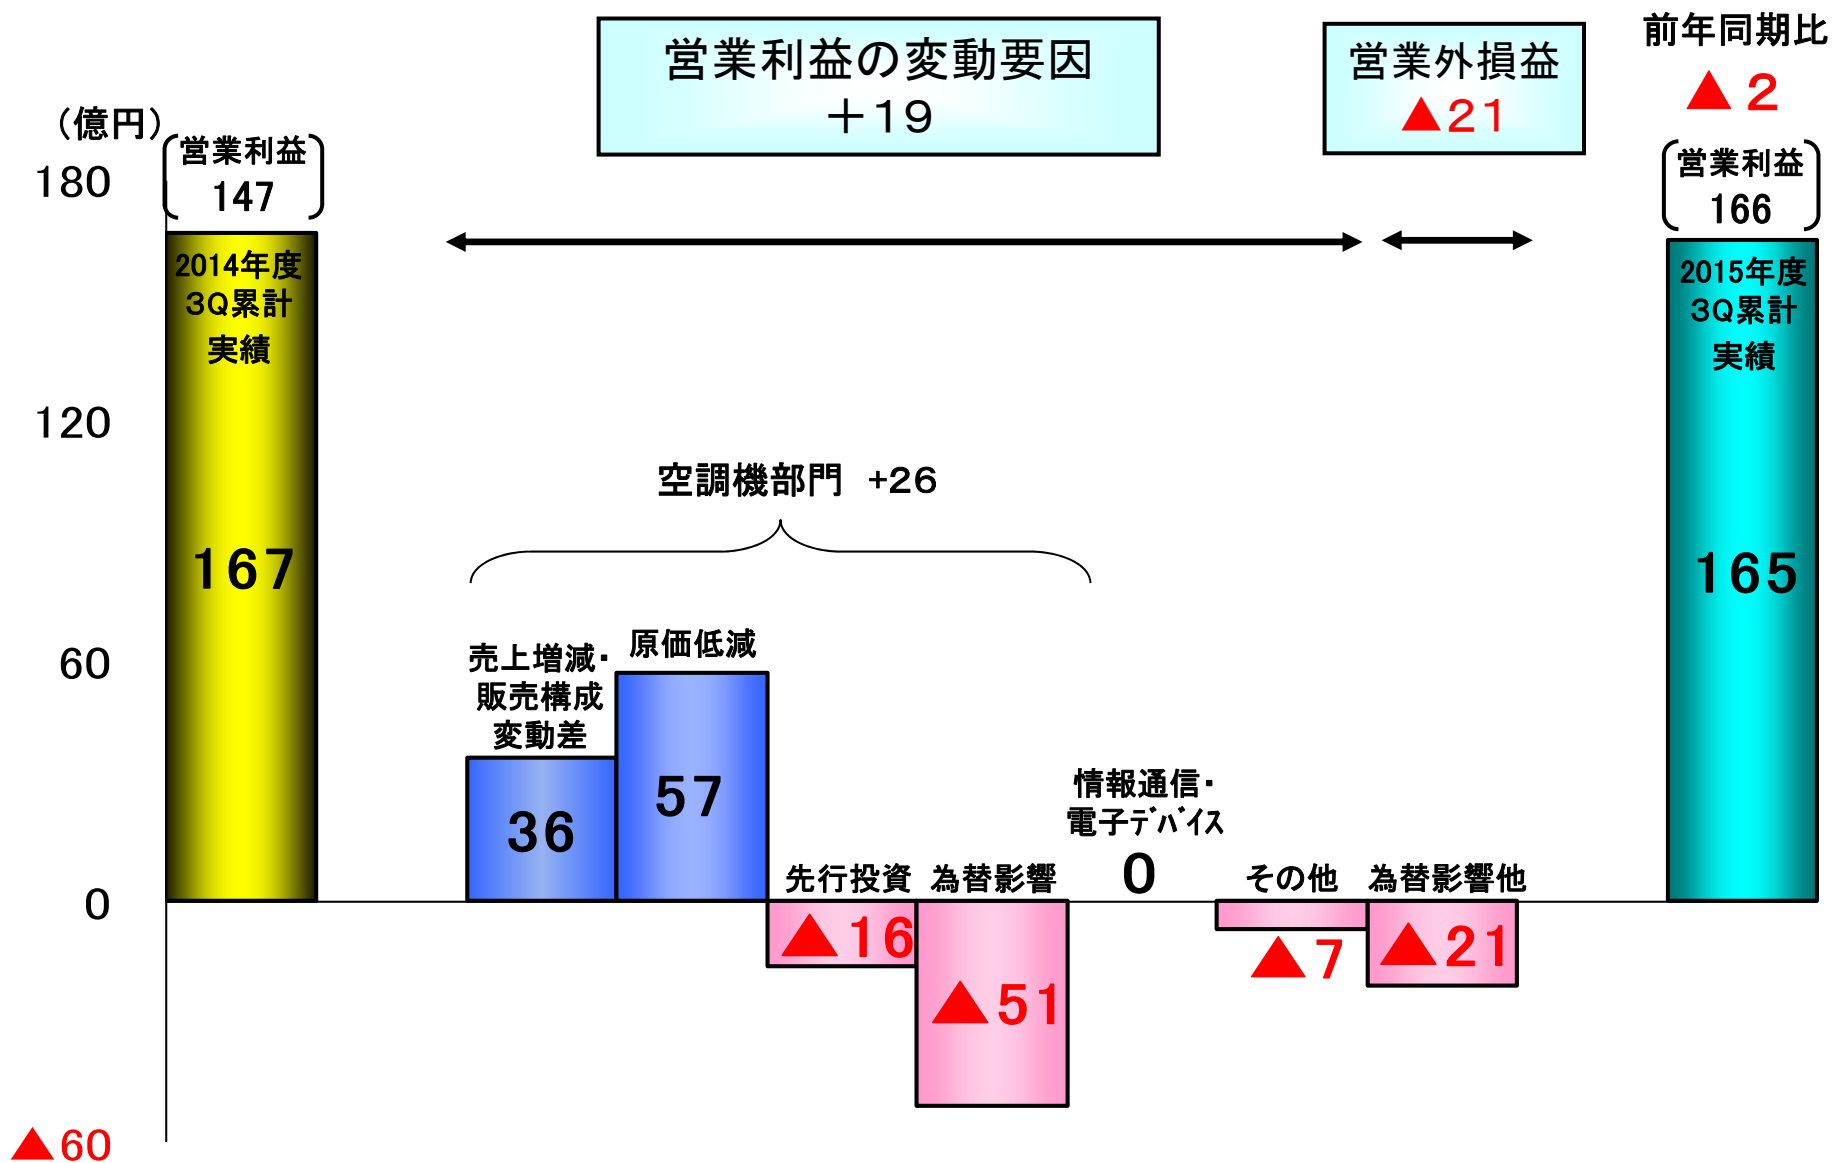 営業利益の変動要因
＋19
営業外損益
▲21
前年同期比
▲2
（億円）
営業利益
147
営業利益
166
180
120
60
0
▲60
2014年度
3Q累計
実績
167
2015年度
3Q累計
実績
165
空調機部門　+26
売上増減・
販売構成
変動差
36
原価低減
57
先行投資
▲16
為替影響
▲51
情報通信・
電子ﾃﾞﾊﾞｲｽ
0
その他
▲7
為替影響他
▲21